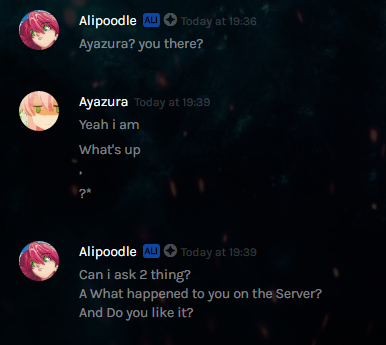 Alipoodle ALI Today at 19:36
Ayazura? you there?
Ayazura Today at 19:39
Yeah i am
What's up
,
?*
Alipoodle ALI Today at 19:39
Can i ask 2 thing?
A What happened to you on the Server?
And Do you like it?